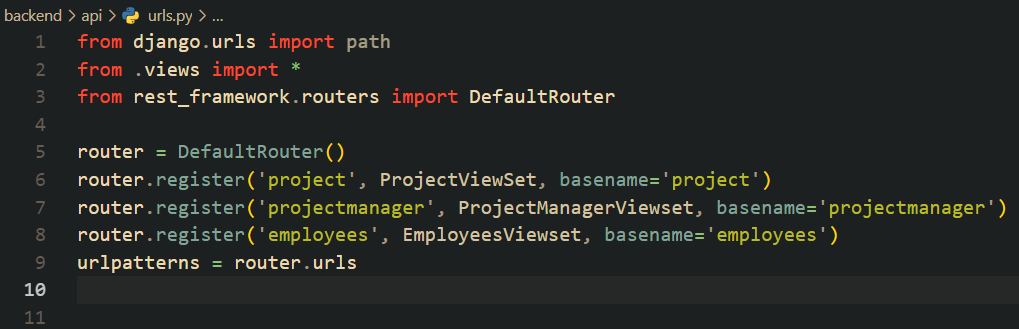 backend > api > urls.py > ...
1 from django.urls import path
2 from .views import *
3 from rest_framework.routers import DefaultRouter
4
5 router = DefaultRouter()
6 router.register('project', ProjectViewSet, basename='project')
7 router.register('projectmanager', ProjectManagerViewset, basename='projectmanager')
8 router.register('employees', EmployeesViewset, basename='employees')
9 urlpatterns = router.urls
10
11